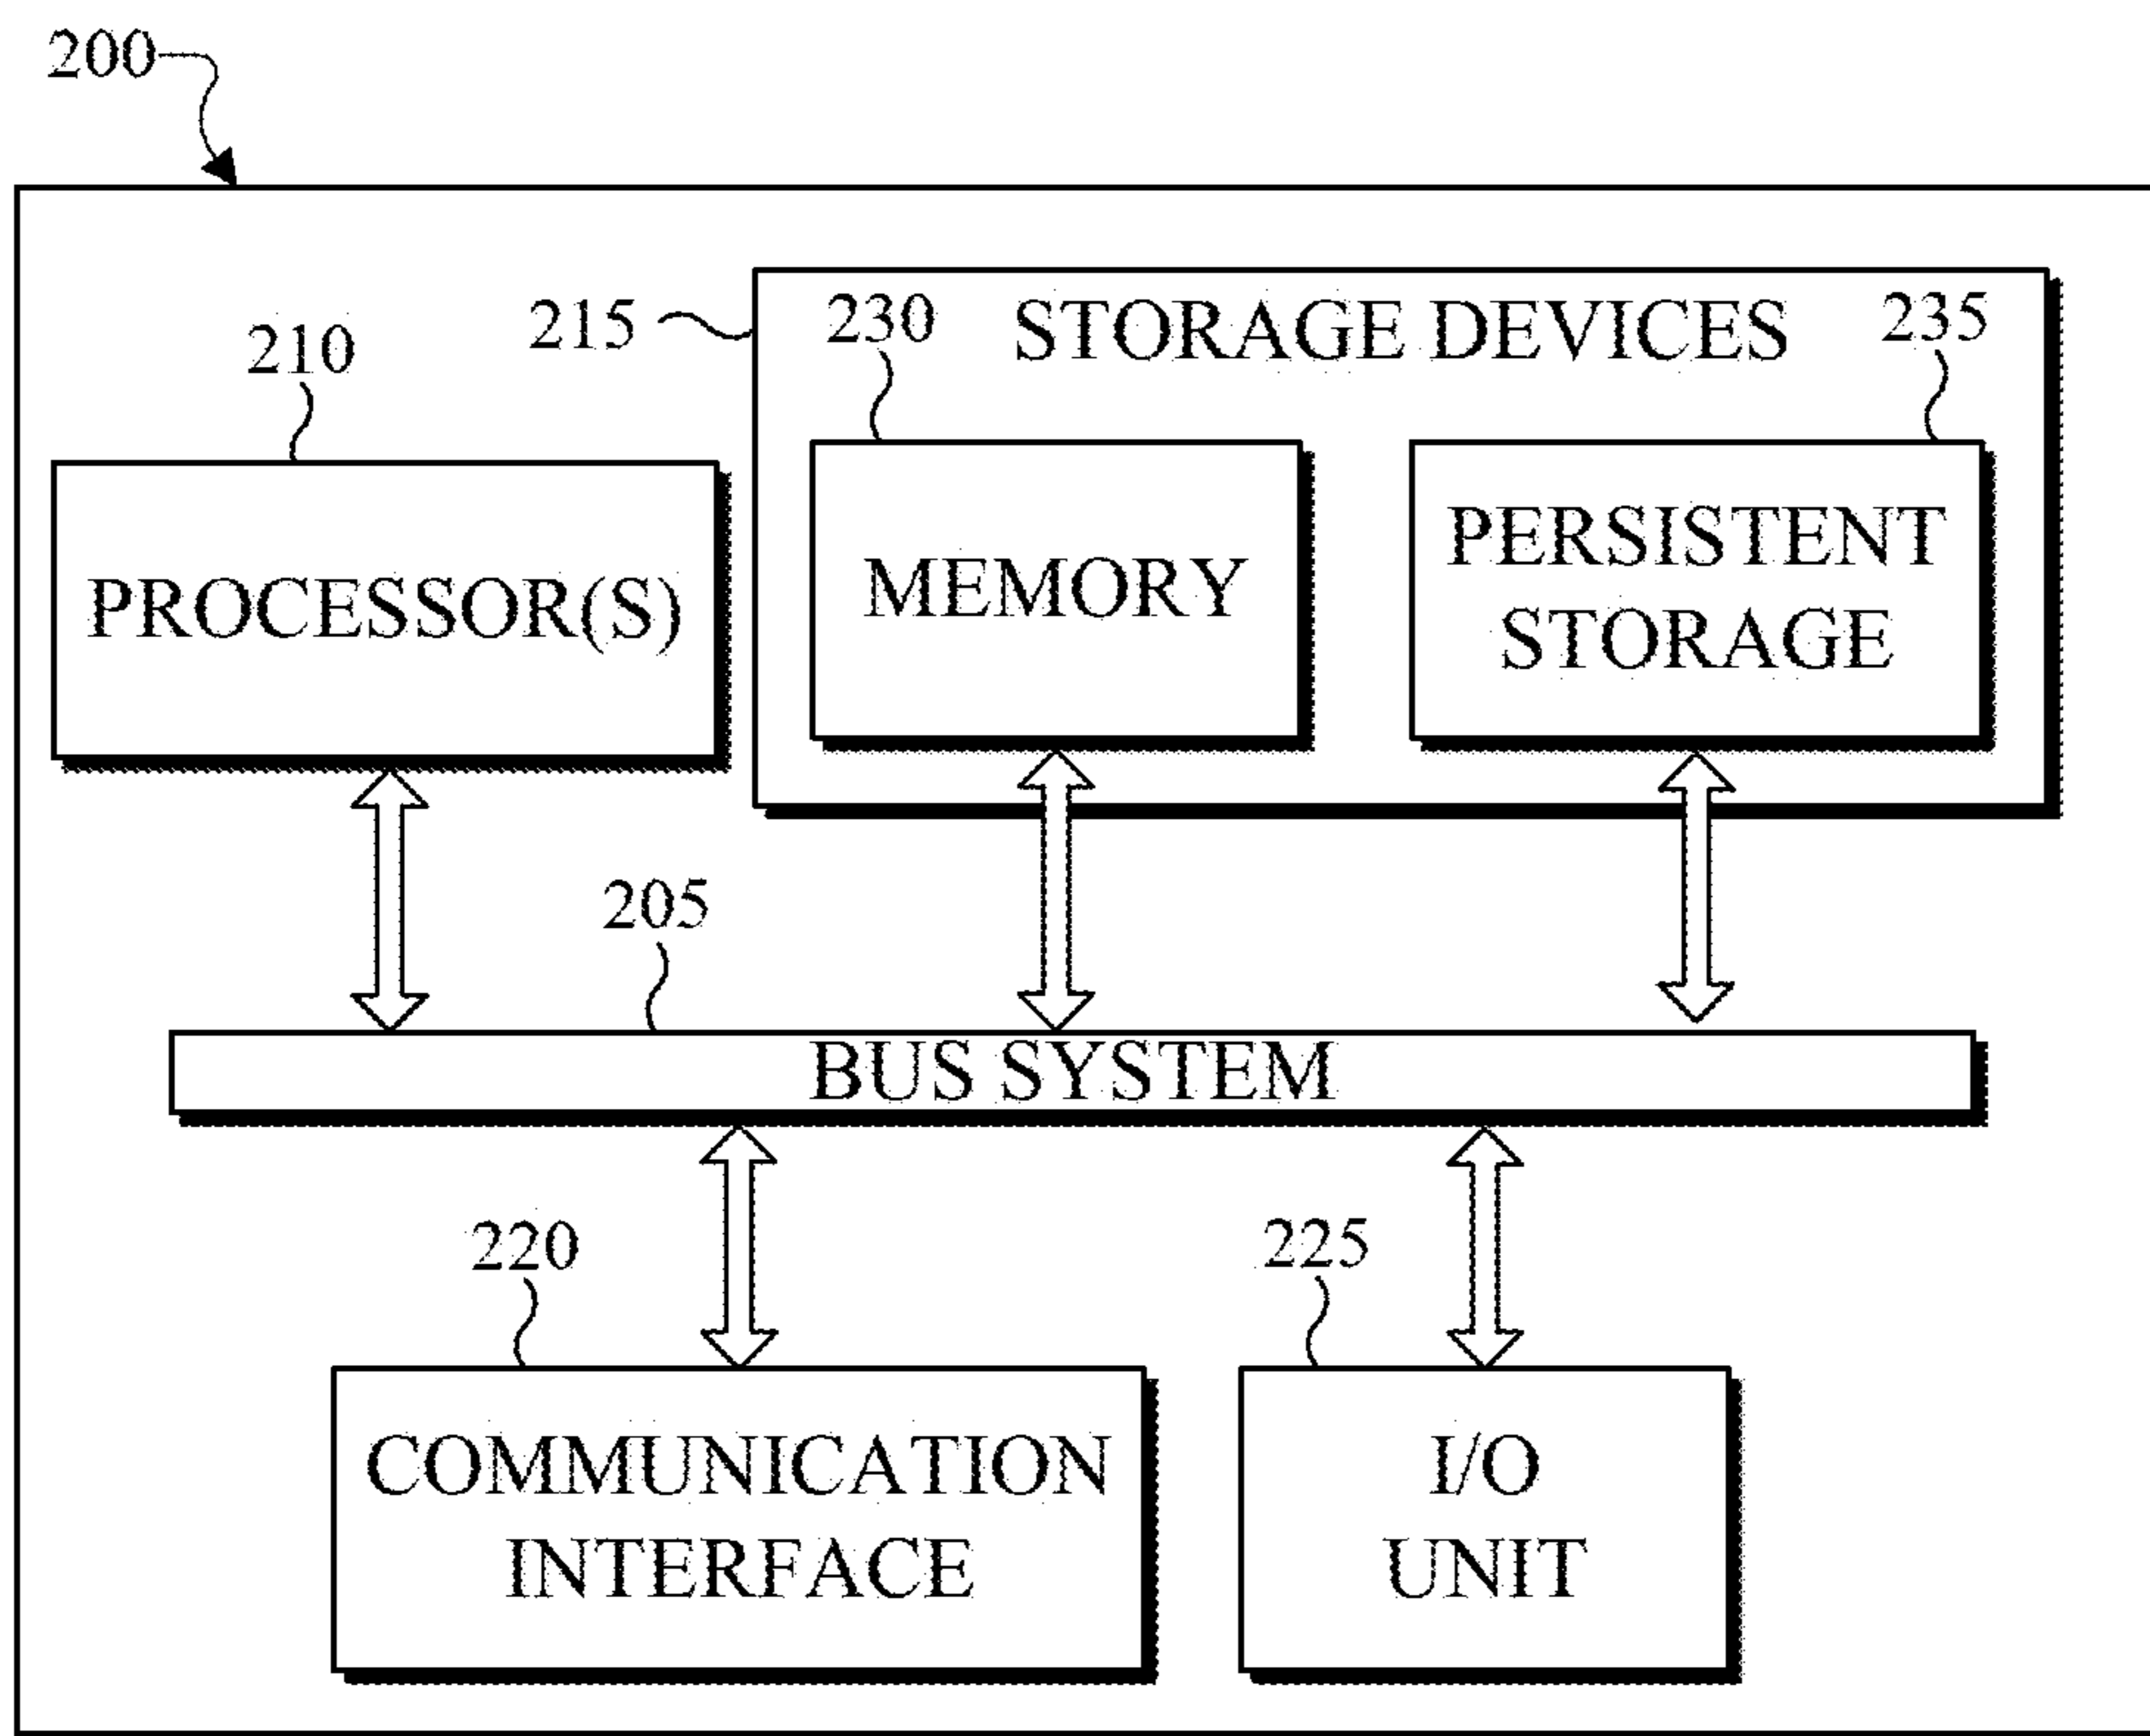 200
215
230
STORAGE DEVICES
235
210
PROCESSOR(S)
MEMORY
PERSISTENT
STORAGE
205
BUS SYSTEM
220
225
COMMUNICATION
INTERFACE
I/O
UNIT